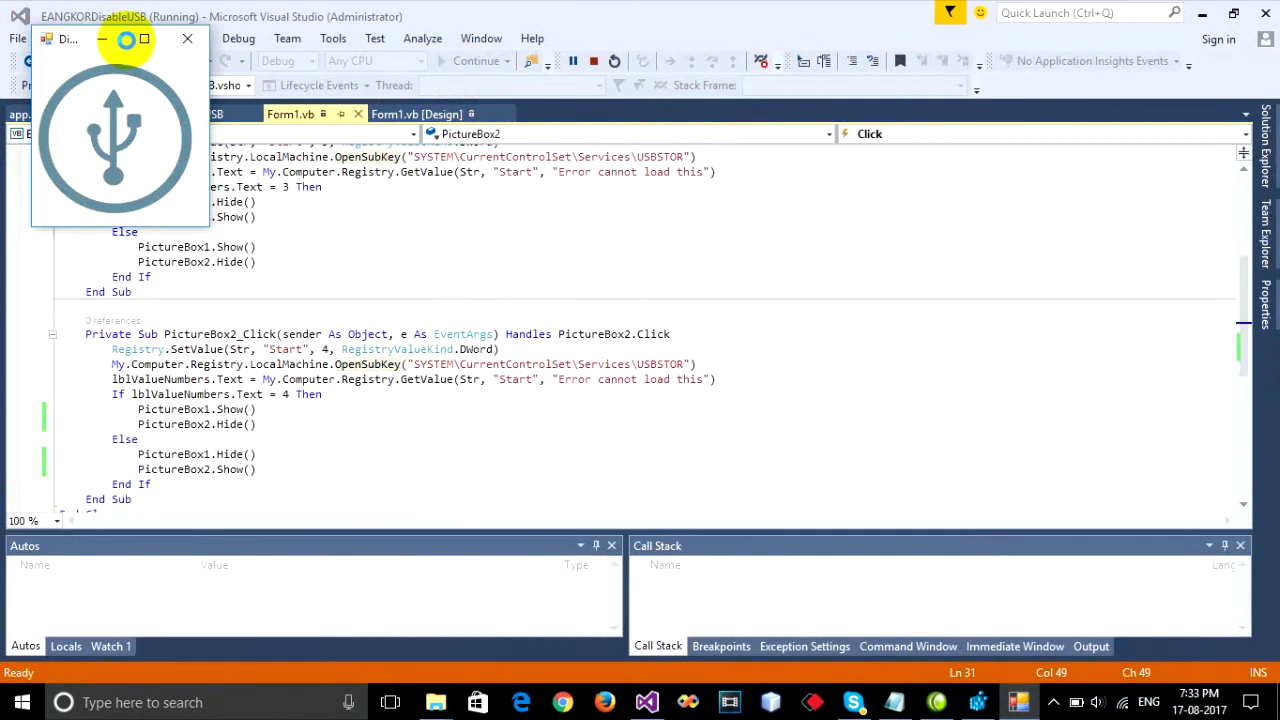 EANGKORDisableUSB (Running) - Microsoft Visual Studio (Administrator)
Quick Launch (Ctrl+Q)
Di...
File
Debug
Team
Tools
Test
Analyze
Window
Help
Sign in
Debug
Any CPU
Continue
No Application Insights Events
B.vsho
Lifecycle Events
Thread:
Stack Frame:
app.
SB
Form1.vb
Form1.vb [Design]
VB
PictureBox2
Click
istry.LocalMachine.OpenSubKey("SYSTEM\CurrentControlSet\Services\USBSTOR")
.Text = My.Computer.Registry.GetValue(Str, "Start", "Error cannot load this")
ers.Text = 3 Then
.Hide()
.Show()
Else
PictureBox1.Show()
PictureBox2.Hide()
End If
End Sub
0 references
Private Sub PictureBox2_Click(sender As Object, e As EventArgs) Handles PictureBox2.Click
Registry.SetValue(Str, "Start", 4, RegistryValueKind.DWord)
My.Computer.Registry.LocalMachine.OpenSubKey("SYSTEM\CurrentControlSet\Services\USBSTOR")
lblValueNumbers.Text = My.Computer.Registry.GetValue(Str, "Start", "Error cannot load this")
If lblValueNumbers.Text = 4 Then
PictureBox1.Show()
PictureBox2.Hide()
Else
PictureBox1.Hide()
PictureBox2.Show()
End If
End Sub
100 %
Solution Explorer
Team Explorer
Properties
Autos
Name
Value
Type
Call Stack
Name
Lang
Autos
Locals
Watch 1
Call Stack
Breakpoints
Exception Settings
Command Window
Immediate Window
Output
Ready
Ln 31
Col 49
Ch 49
INS
Type here to search
ENG
7:33 PM
17-08-2017